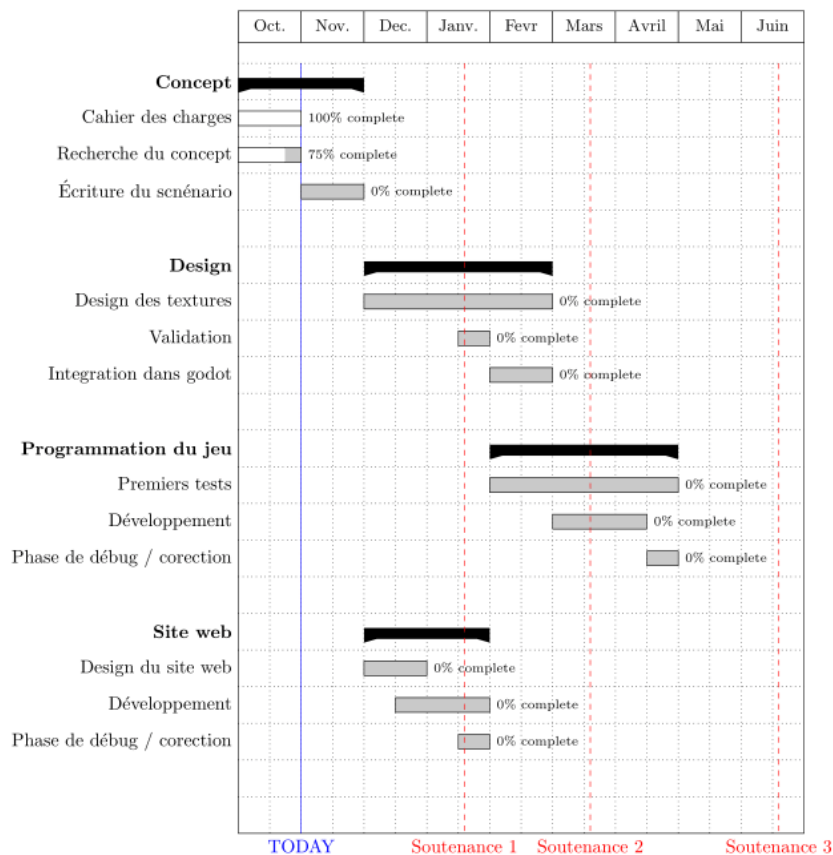 Oct. Nov. Dec. Janv. Fevr Mars Avril Mai Juin
Concept
Cahier des charges 100% complete
Recherche du concept 75% complete
Écriture du scnénario 0% complete
Design
Design des textures 0% complete
Validation 0% complete
Integration dans godot 0% complete
Programmation du jeu
Premiers tests 0% complete
Développement 0% complete
Phase de débug / corection 0% complete
Site web
Design du site web 0% complete
Développement 0% complete
Phase de débug / corection 0% complete
TODAY Soutenance 1 Soutenance 2 Soutenance 3